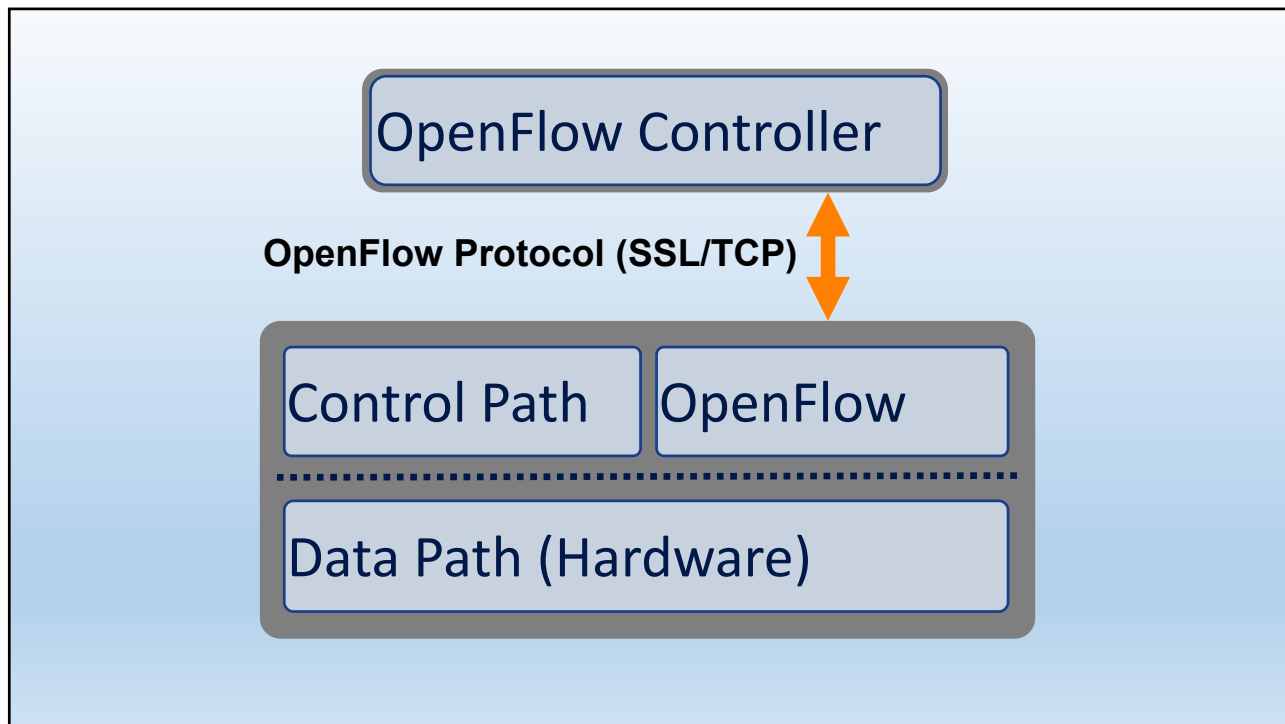 OpenFlow Controller
OpenFlow Protocol (SSL/TCP)
Control Path
OpenFlow
Data Path (Hardware)